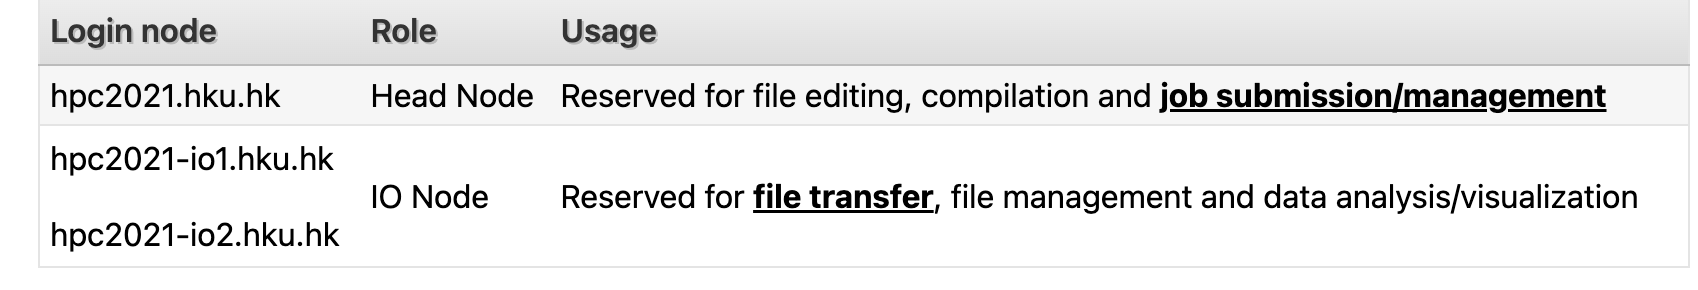 Login node Role Usage
hpc2021.hku.hk Head Node Reserved for file editing, compilation and job submission/management
hpc2021-io1.hku.hk
IO Node Reserved for file transfer, file management and data analysis/visualization
hpc2021-io2.hku.hk